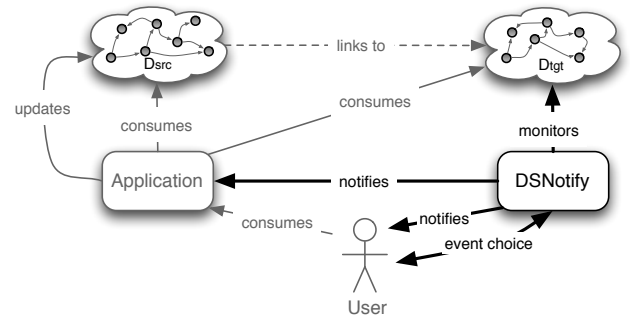 links to
Dsrc
Dtgt
updates
consumes
consumes
monitors
Application
notifies
DSNotify
consumes
notifies
event choice
User